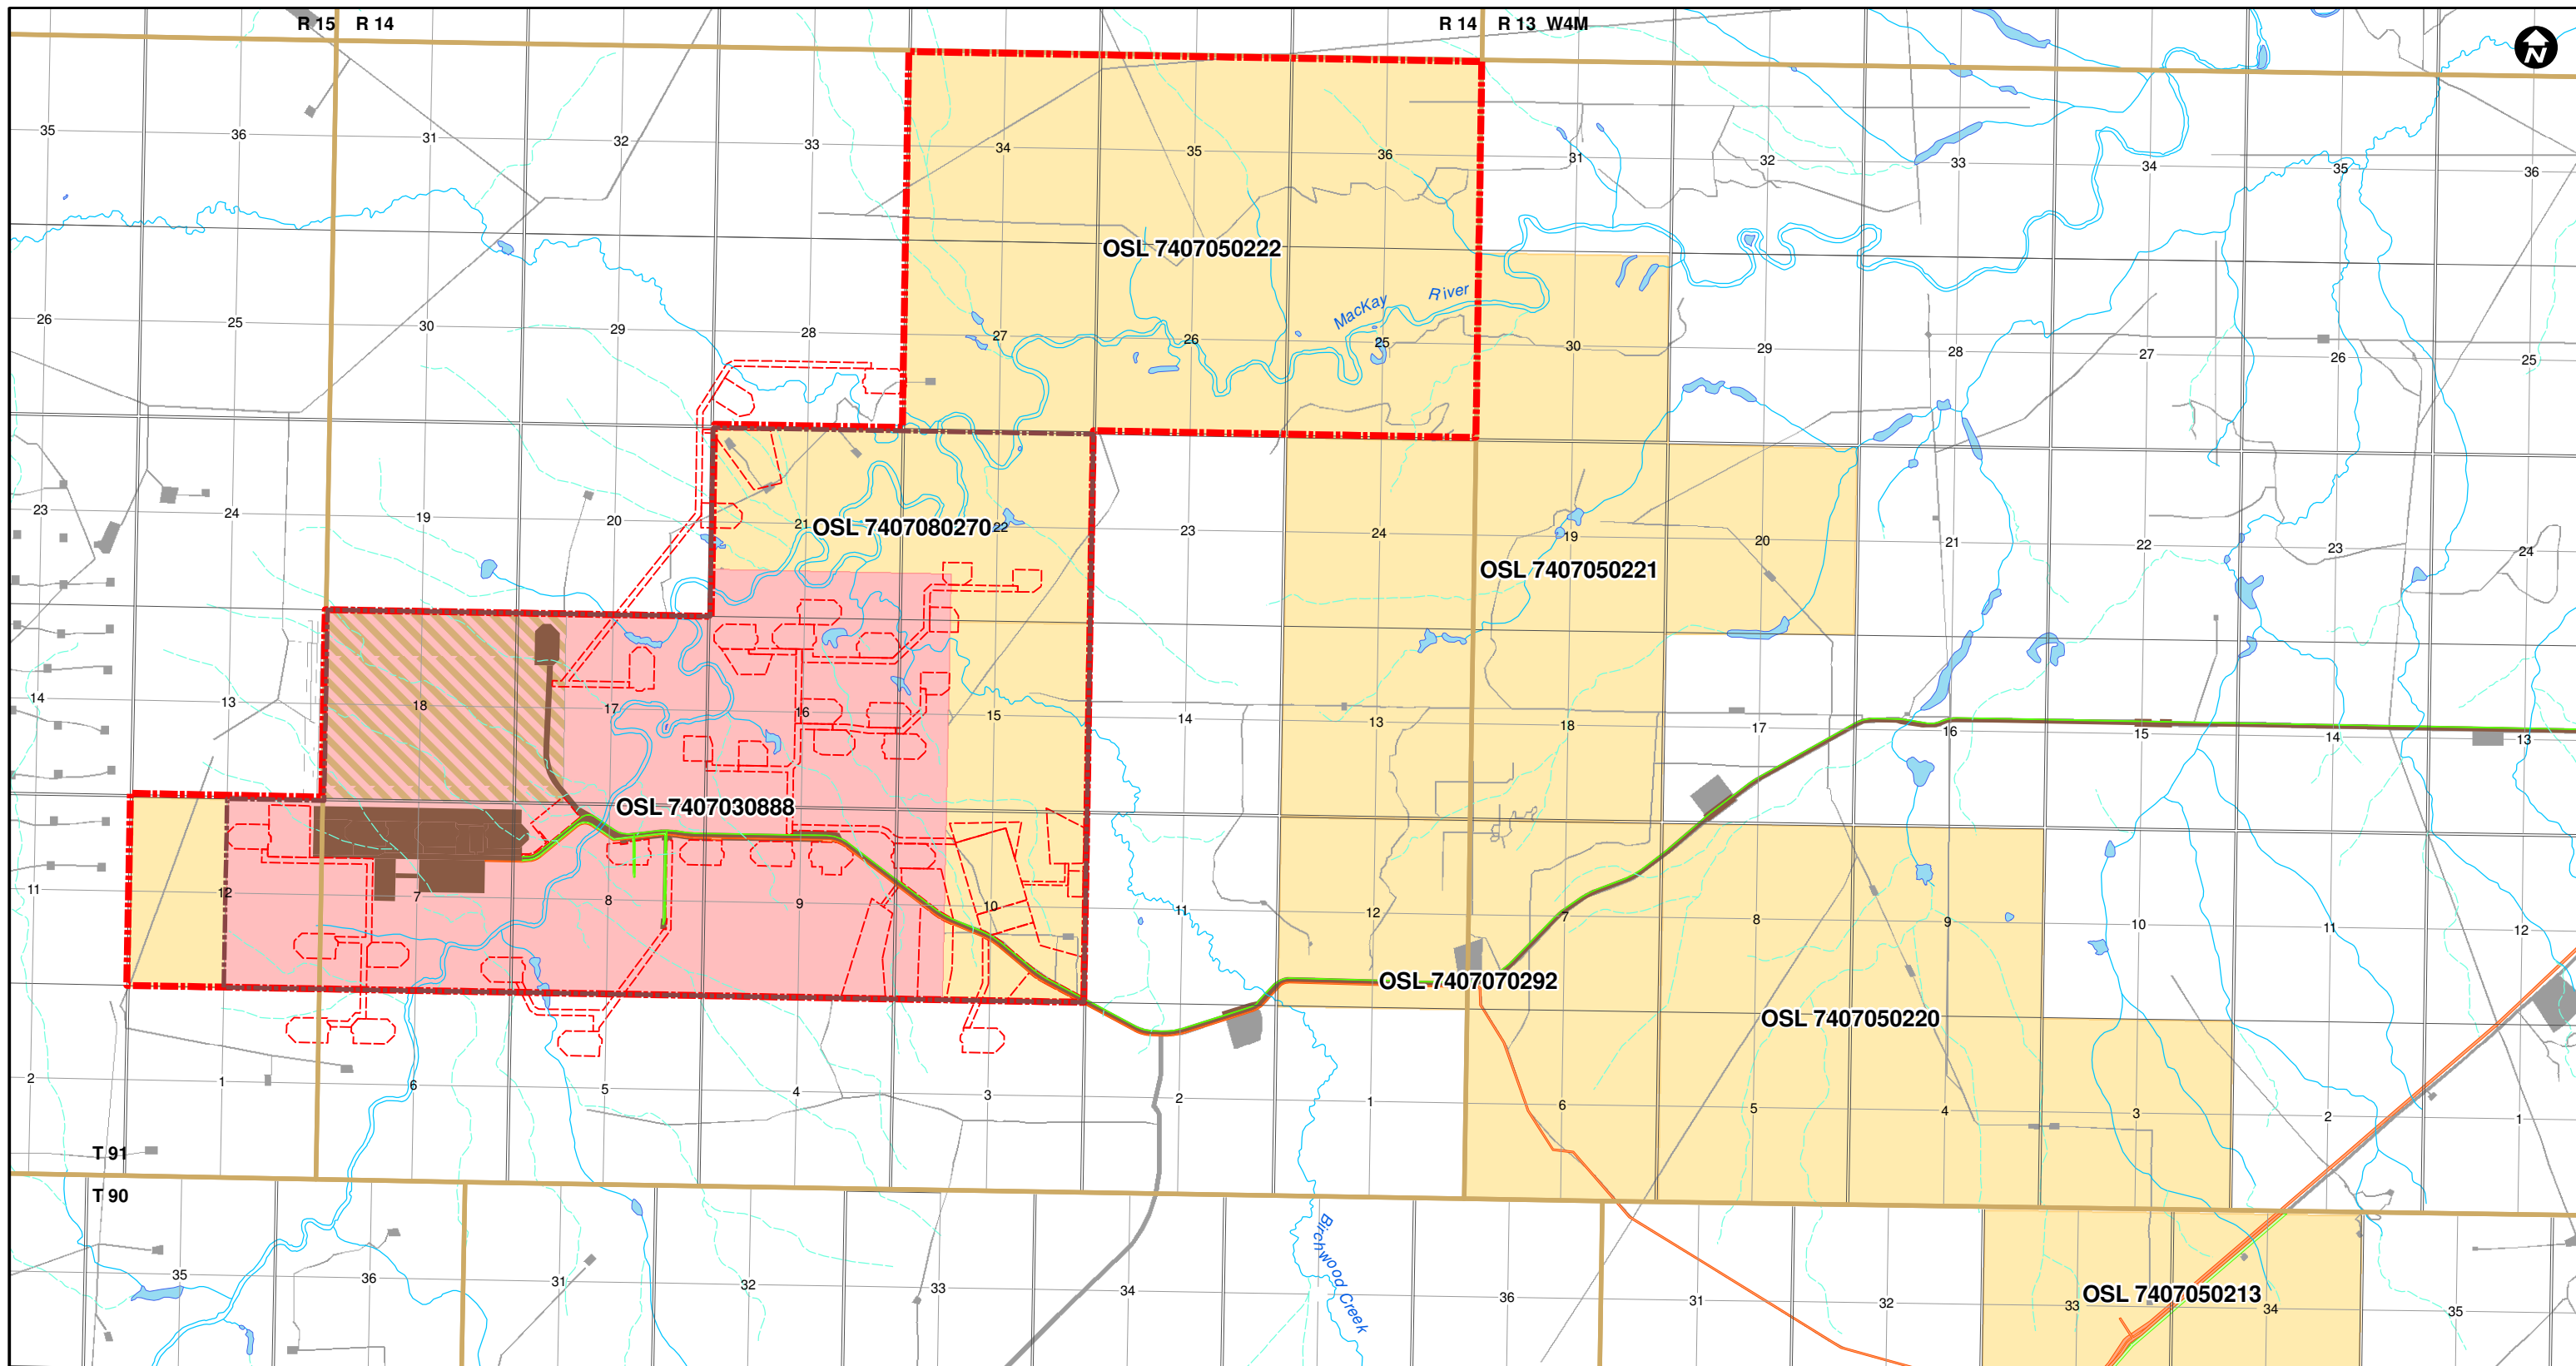 R 15 R 14 R 14 R 13 W4M
N
35 36 31 32 33 34 35 36 31 32 33 34 35 36
OSL 7407050222
MacKay River
26 25 30 29 28 27 26 25 30 29 28 27 26 25
23 24 19 20 21 OSL 7407080270 22 23 24 19 20 21 22 23 24
OSL 7407050221
14 13 18 17 16 15 14 13 18 17 16 15 14 13
OSL 7407030888
11 12 7 8 9 10 11 12 7 8 9 10 11 12
OSL 7407070292
OSL 7407050220
2 1 6 5 4 3 2 1 6 5 4 3 2 1
T 91
T 90
Birchwood Creek
35 36 31 32 33 34 36 31 32 33 34 35
OSL 7407050213